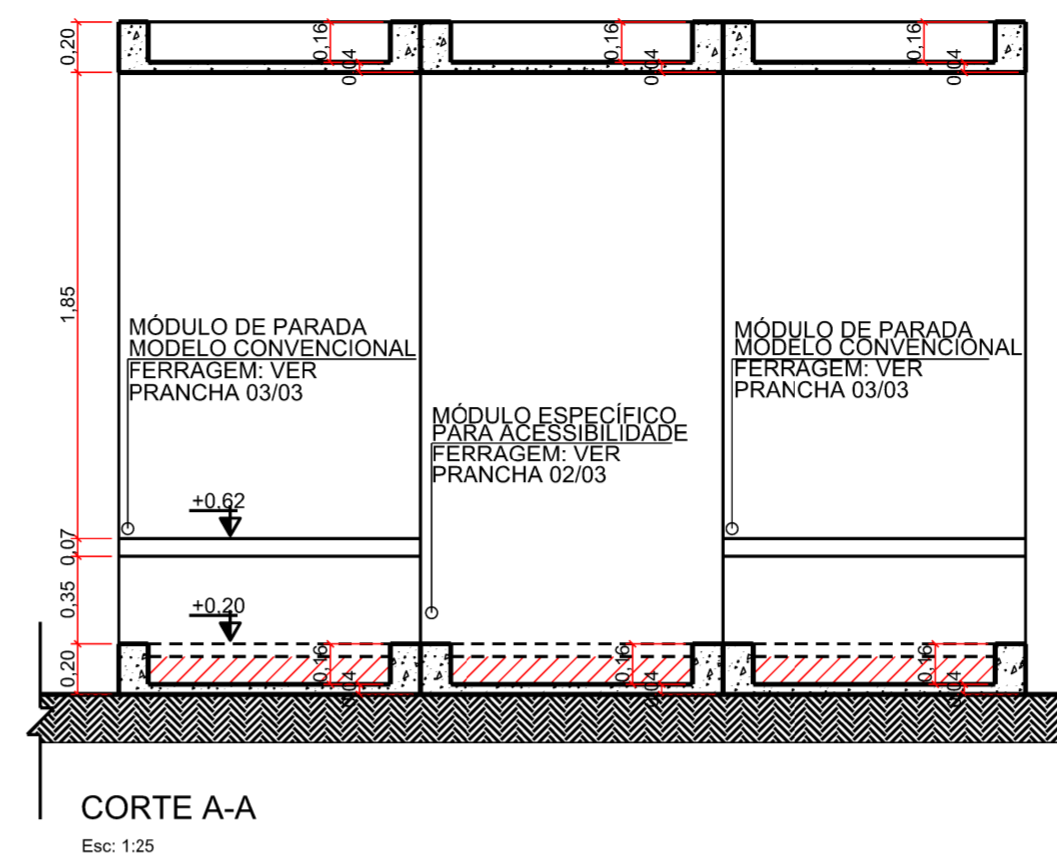 0,20
0,16
0,04
0,16
0,04
0,16
0,04
1,85
MÓDULO DE PARADA
MODELO CONVENCIONAL
FERRAGEM: VER
PRANCHA 03/03
MÓDULO ESPECÍFICO
PARA ACESSIBILIDADE
FERRAGEM: VER
PRANCHA 02/03
MÓDULO DE PARADA
MODELO CONVENCIONAL
FERRAGEM: VER
PRANCHA 03/03
+0,62
0,07
0,35
+0,20
0,20
0,16
0,04
0,16
0,04
0,16
0,04
CORTE A-A
Esc: 1:25